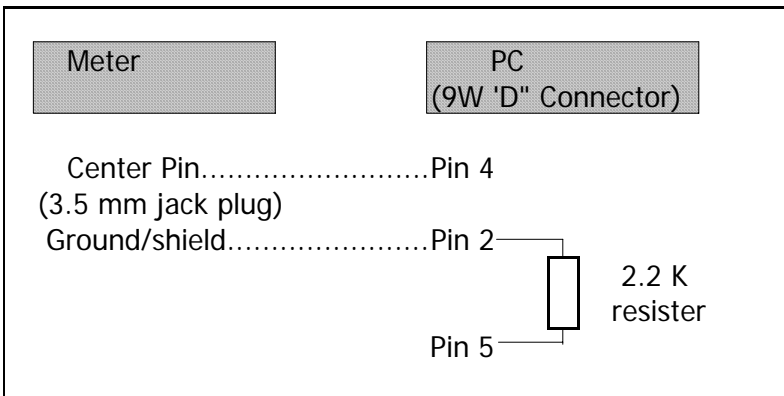 Meter
PC
(9W 'D" Connector)
Center Pin..........................Pin 4
(3.5 mm jack plug)
Ground/shield.......................Pin 2
2.2 K
resister
Pin 5